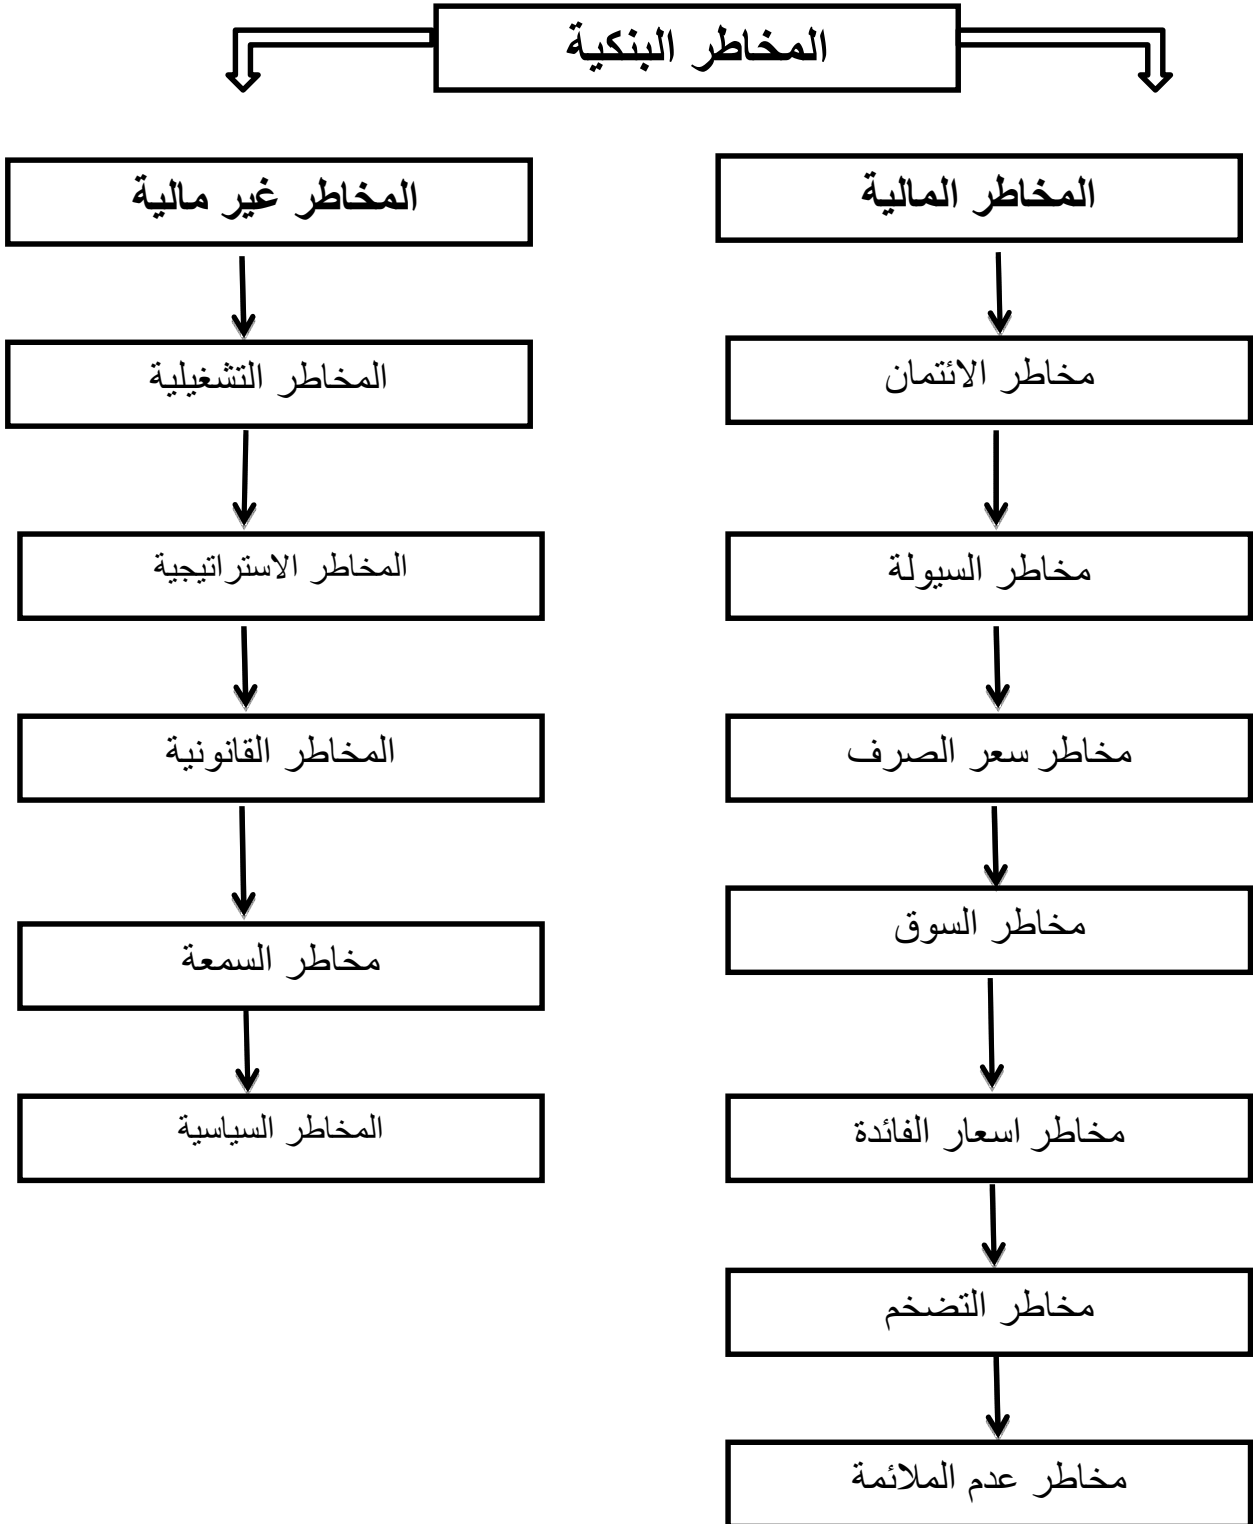 المخاطر البنكية
المخاطر المالية
المخاطر غير مالية
مخاطر الائتمان
المخاطر التشغيلية
مخاطر السيولة
المخاطر الاستراتيجية
مخاطر سعر الصرف
المخاطر القانونية
مخاطر السوق
مخاطر السمعة
مخاطر اسعار الفائدة
المخاطر السياسية
مخاطر التضخم
مخاطر عدم الملائمة